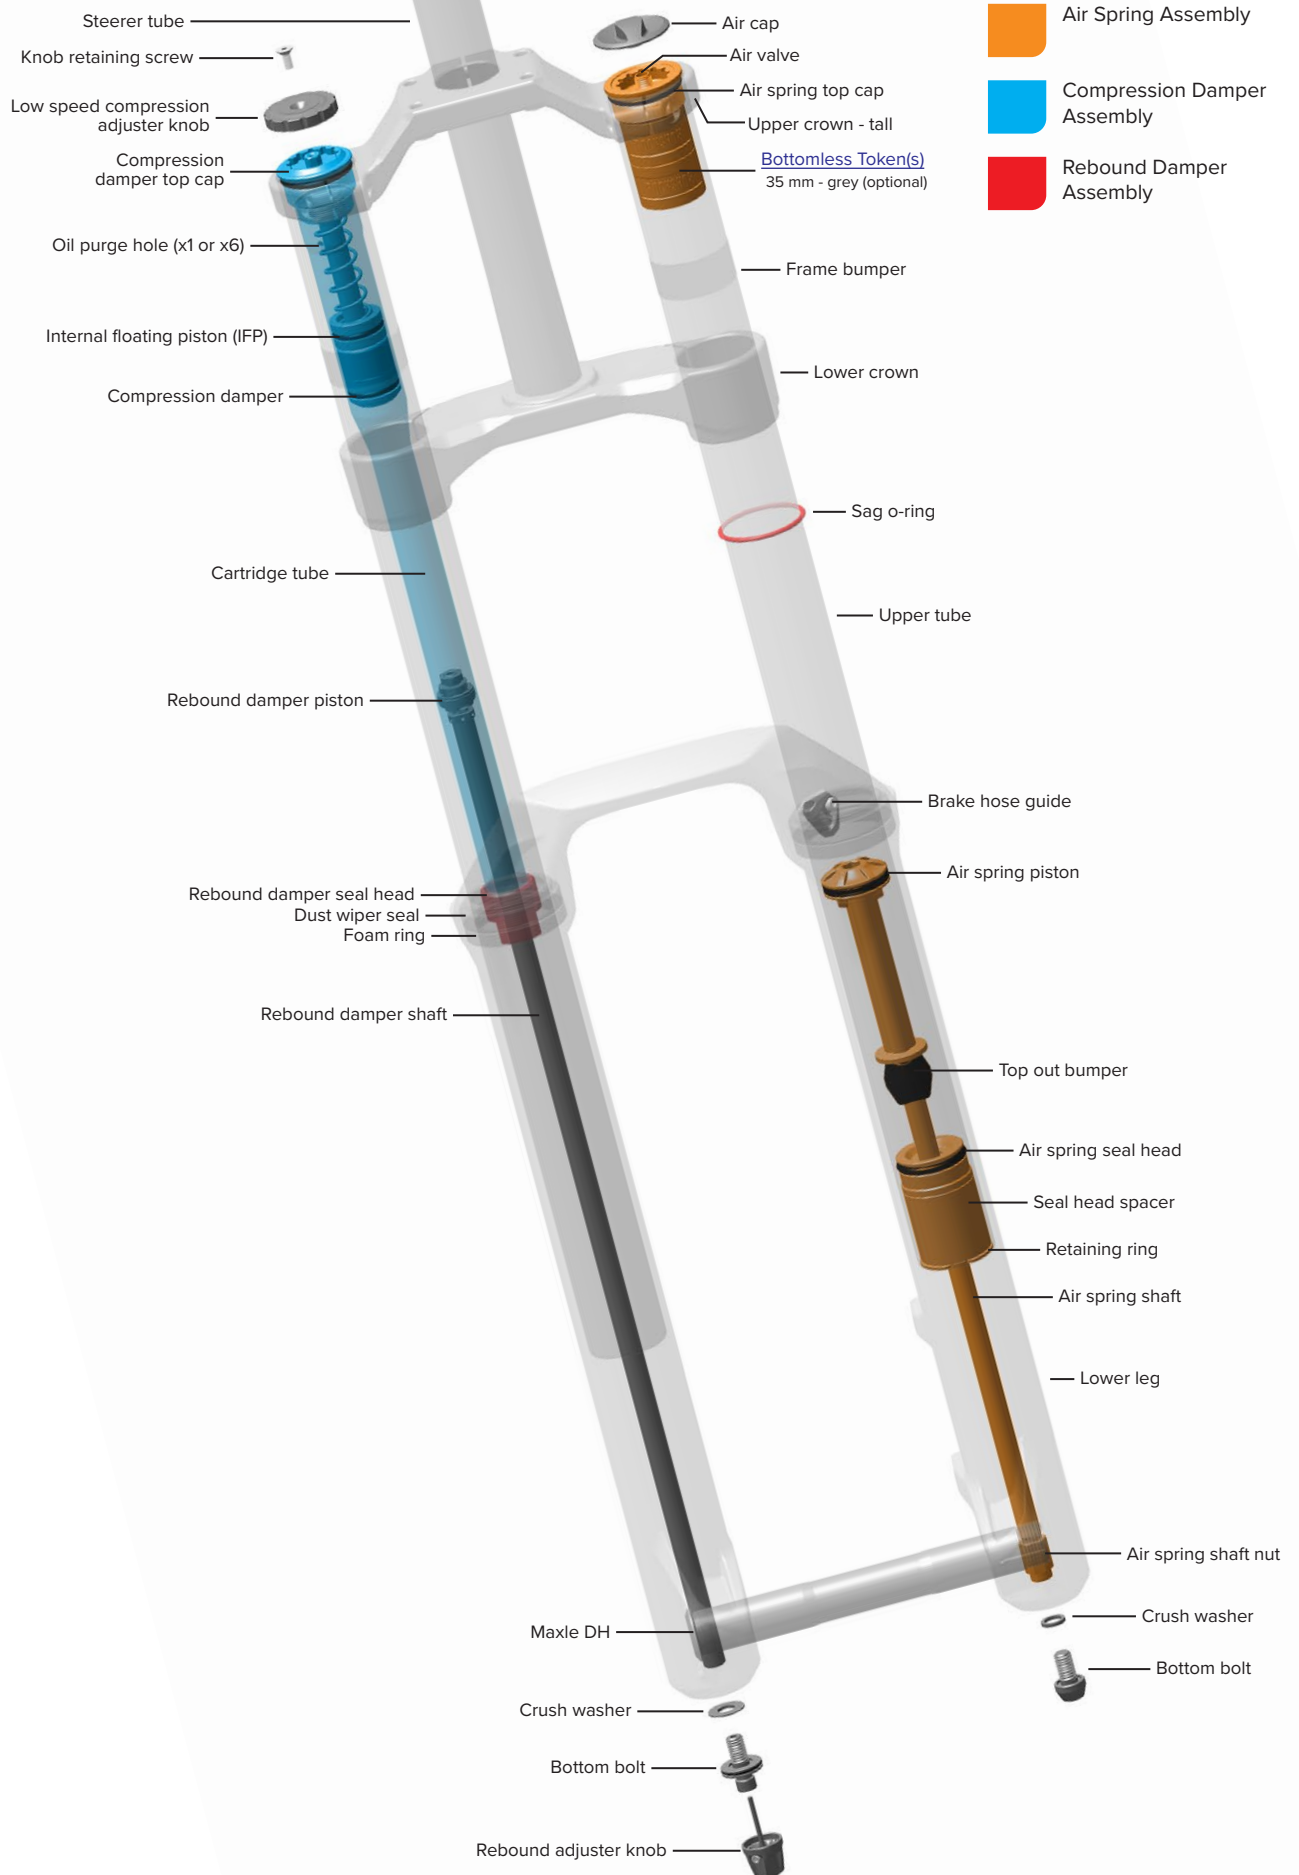 Steerer tube
Knob retaining screw
Low speed compression
adjuster knob
Compression
damper top cap
Oil purge hole (x1 or x6)
Internal floating piston (IFP)
Compression damper
Cartridge tube
Rebound damper piston
Rebound damper seal head
Dust wiper seal
Foam ring
Rebound damper shaft
Maxle DH
Crush washer
Bottom bolt
Rebound adjuster knob
Air cap
Air valve
Air spring top cap
Upper crown - tall
Bottomless Token(s)
35 mm - grey (optional)
Frame bumper
Lower crown
Sag o-ring
Upper tube
Brake hose guide
Air spring piston
Top out bumper
Air spring seal head
Seal head spacer
Retaining ring
Air spring shaft
Lower leg
Air spring shaft nut
Crush washer
Bottom bolt
Air Spring Assembly
Compression Damper
Assembly
Rebound Damper
Assembly